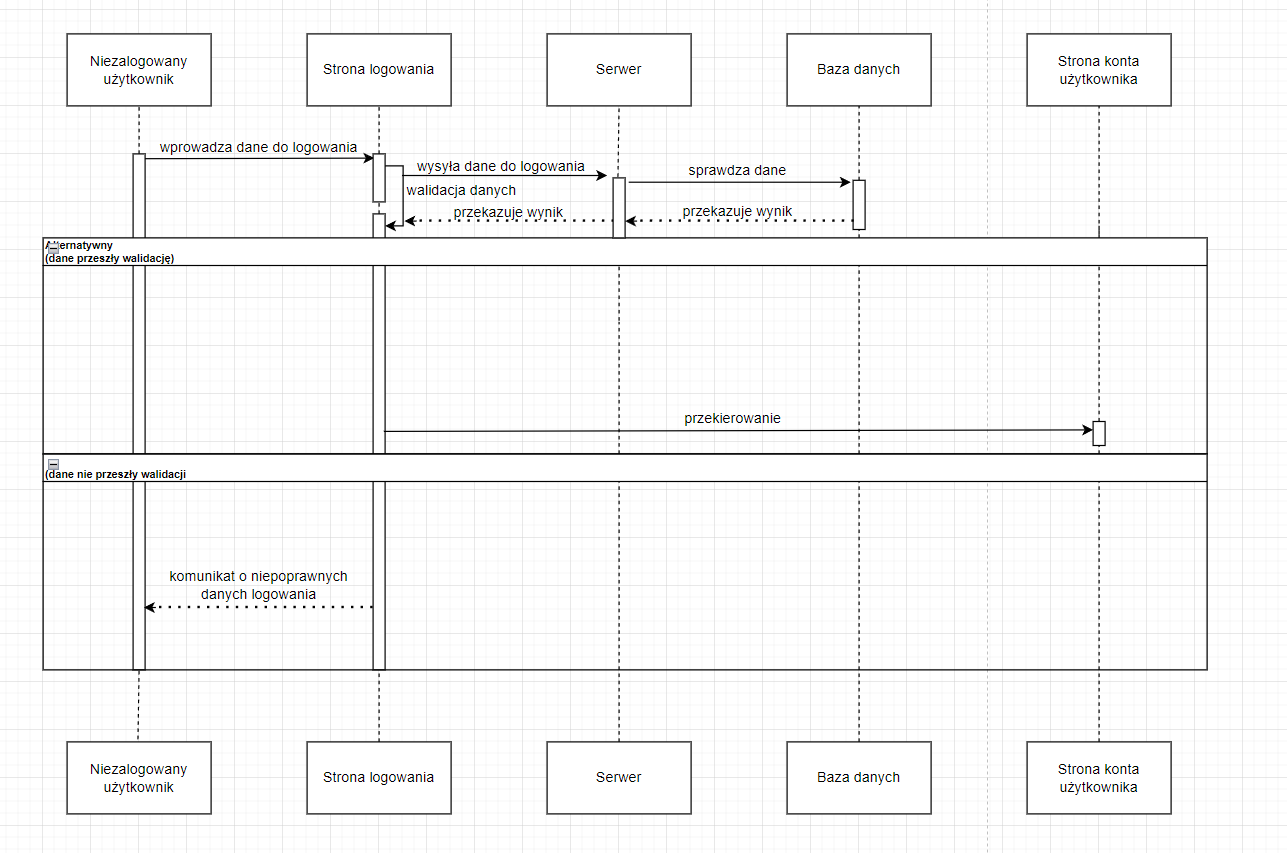 Niezalogowany
użytkownik
Strona logowania
Serwer
Baza danych
Strona konta
użytkownika
wprowadza dane do logowania
wysyła dane do logowania
sprawdza dane
walidacja danych
przekazuje wynik
przekazuje wynik
Alternatywny
(dane przeszły walidację)
przekierowanie
(dane nie przeszły walidacji
komunikat o niepoprawnych
danych logowania
Niezalogowany
użytkownik
Strona logowania
Serwer
Baza danych
Strona konta
użytkownika